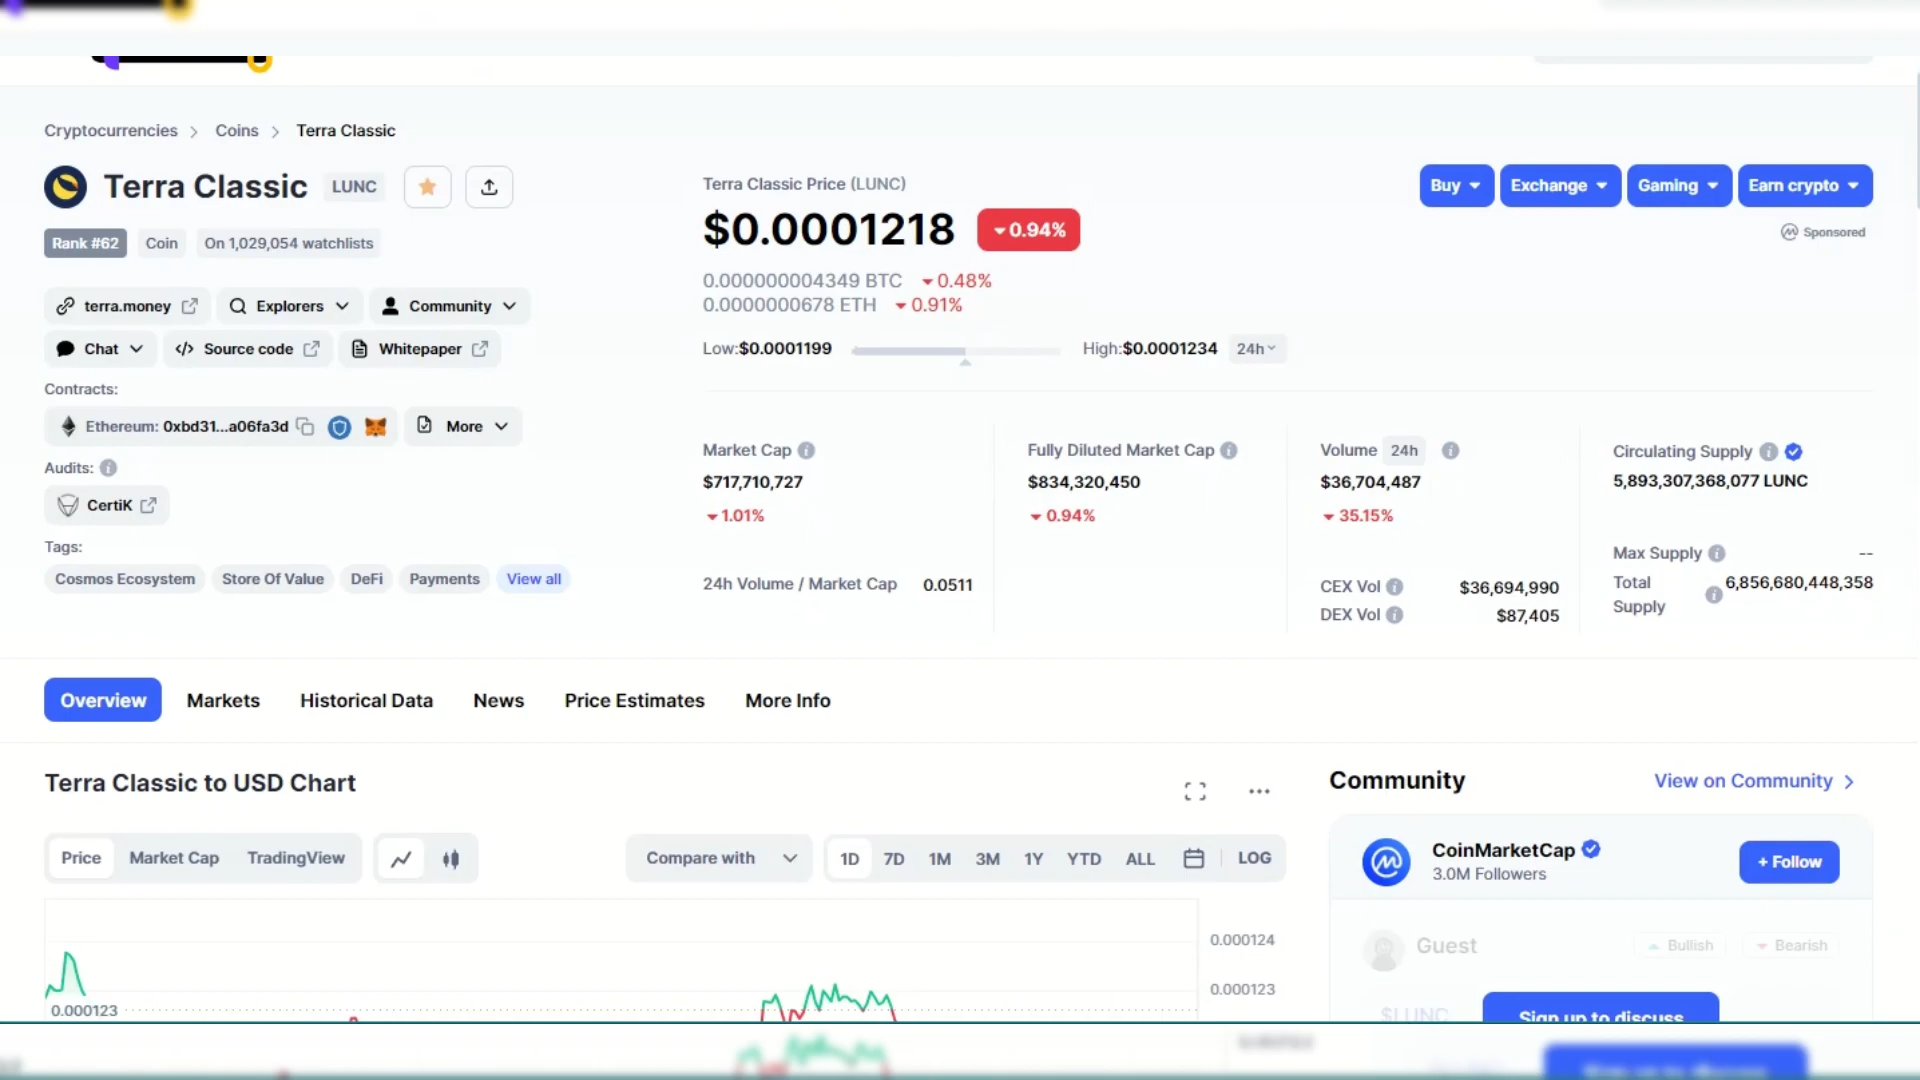 Cryptocurrencies > Coins > Terra Classic
Terra Classic LUNC
Rank #62 Coin On 1,029,054 watchlists
terra.money Explorers Community
Chat Source code Whitepaper
Contracts:
Ethereum: 0xbd31...a06fa3d More
Audits:
CertiK
Tags:
Cosmos Ecosystem Store Of Value DeFi Payments View all
Terra Classic Price (LUNC)
$0.0001218 0.94%
0.000000004349 BTC 0.48%
0.0000000678 ETH 0.91%
Low:$0.0001199 High:$0.0001234 24h
Buy Exchange Gaming Earn crypto
Sponsored
Market Cap
$717,710,727
1.01%
24h Volume / Market Cap 0.0511
Fully Diluted Market Cap
$834,320,450
0.94%
Volume 24h
$36,704,487
35.15%
CEX Vol $36,694,990
DEX Vol $87,405
Circulating Supply
5,893,307,368,077 LUNC
Max Supply --
Total Supply 6,856,680,448,358
Overview Markets Historical Data News Price Estimates More Info
Terra Classic to USD Chart
Price Market Cap TradingView Compare with 1D 7D 1M 3M 1Y YTD ALL LOG
0.000124
0.000123
0.000123
Community View on Community >
CoinMarketCap
3.0M Followers
+ Follow
Guest Bullish Bearish
$LUNC
Sign up to discuss